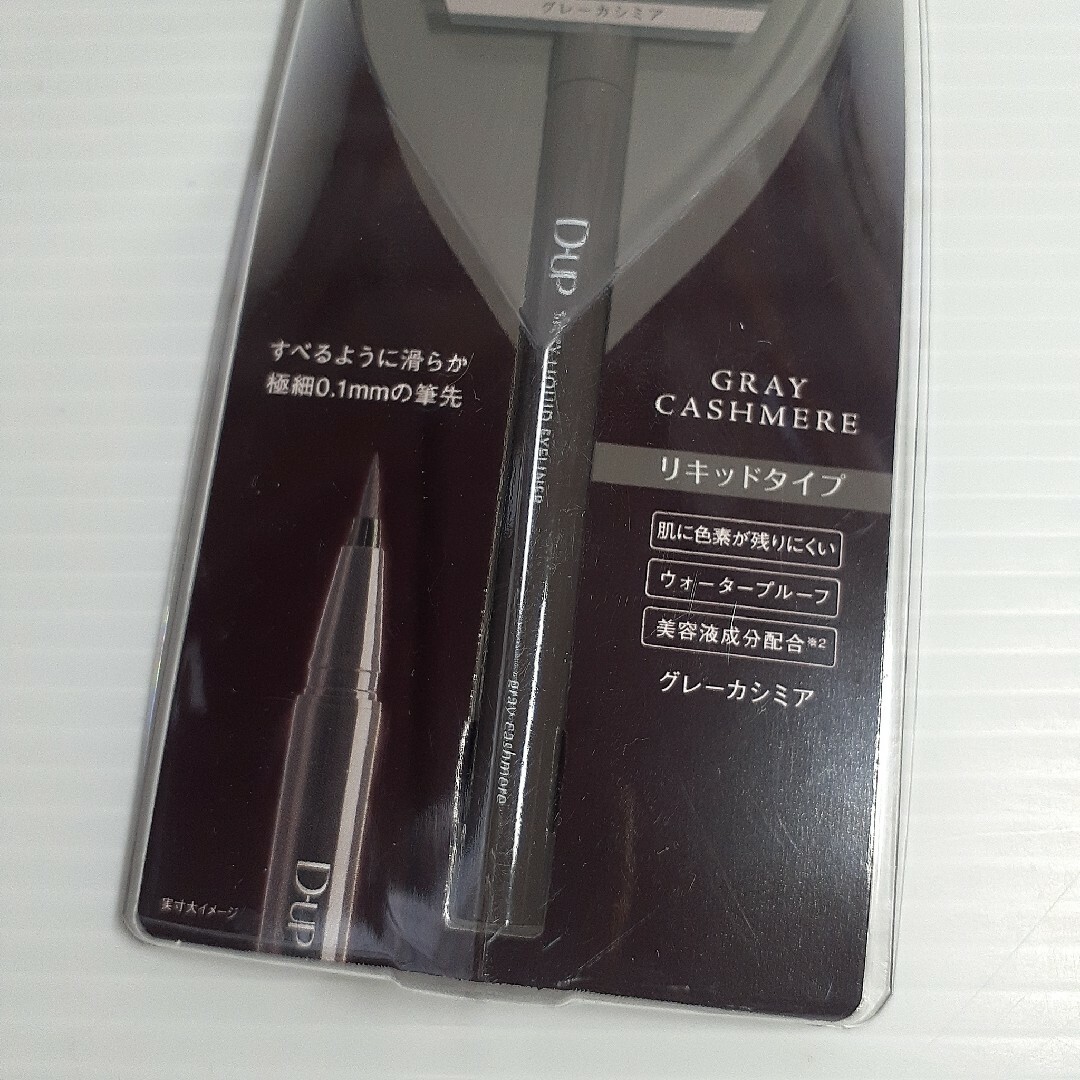 グレーカシミア
D-UP
LIQUID EYELINER
gray cashmere
すべるように滑らか
極細0.1mmの筆先
GRAY
CASHMERE
リキッドタイプ
肌に色素が残りにくい
ウォータープルーフ
美容液成分配合※2
グレーカシミア
D-UP
実寸大イメージ